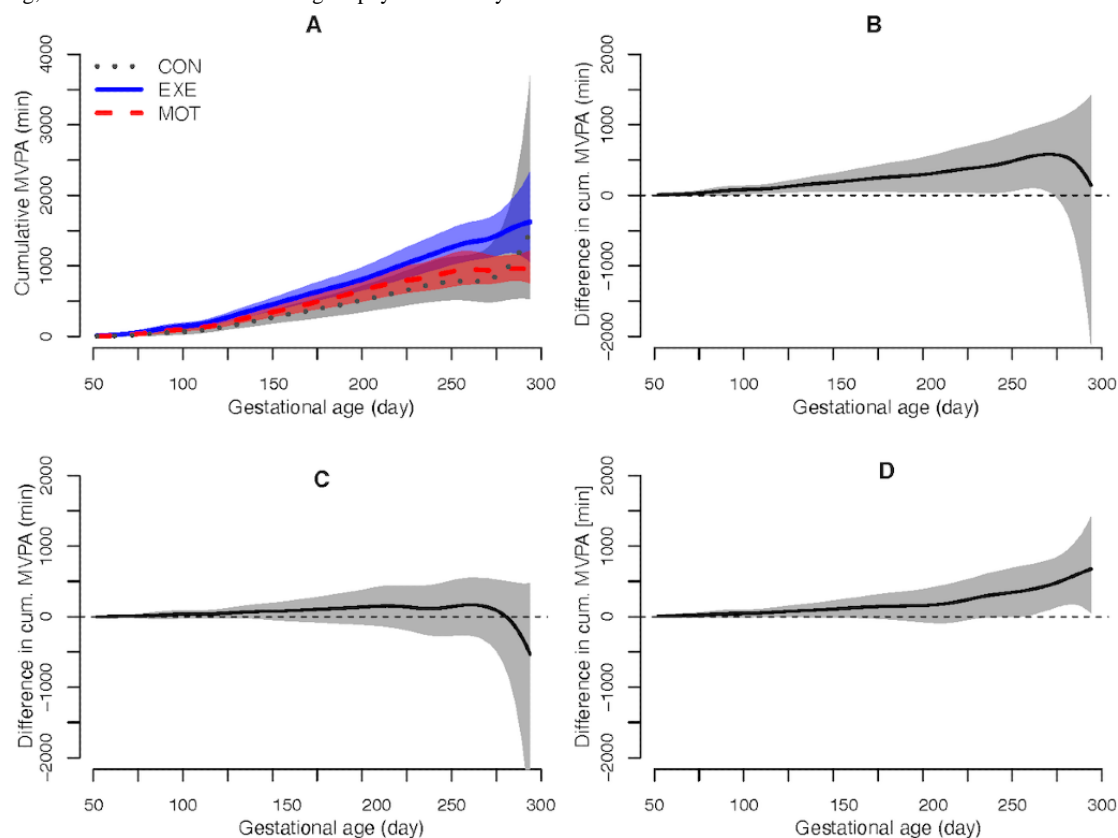 A
Cumulative MVPA (min)
0 1000 2000 3000 4000
CON
EXE
MOT
50 100 150 200 250 300
Gestational age (day)
B
Difference in cum. MVPA (min)
-2000 -1000 0 1000 2000
50 100 150 200 250 300
Gestational age (day)
C
Difference in cum. MVPA (min)
-2000 -1000 0 1000 2000
50 100 150 200 250 300
Gestational age (day)
D
Difference in cum. MVPA [min]
-2000 -1000 0 1000 2000
50 100 150 200 250 300
Gestational age (day)